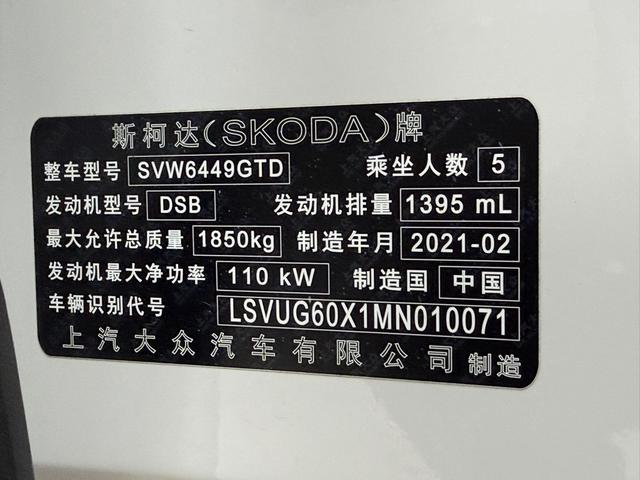 斯柯达(SKODA)牌
整车型号 SVW6449GTD 乘坐人数 5
发动机型号 DSB 发动机排量 1395 mL
最大允许总质量 1850kg 制造年月 2021-02
发动机最大净功率 110 kW 制造国 中国
车辆识别代号 LSVUG60X1MN010071
上汽大众汽车有限公司 制造